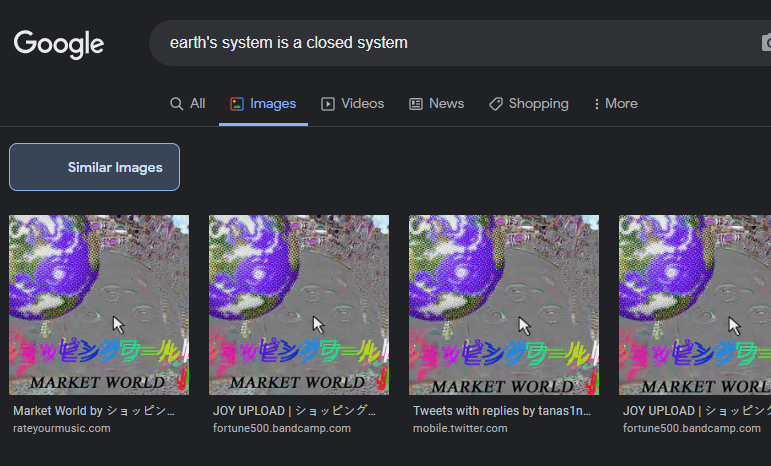 Google
earth's system is a closed system
All Images Videos News Shopping More
Similar Images
ショッピングワール
MARKET WORLD
ショッピングワール
MARKET WORLD
ショッピングワール
MARKET WORLD
ショッピングワール
MARKET WORLD
Market World by ショッピン...
rateyourmusic.com
JOY UPLOAD | ショッピング...
fortune500.bandcamp.com
Tweets with replies by tanas1n...
mobile.twitter.com
JOY UPLOAD | ショッピング...
fortune500.bandcamp.com